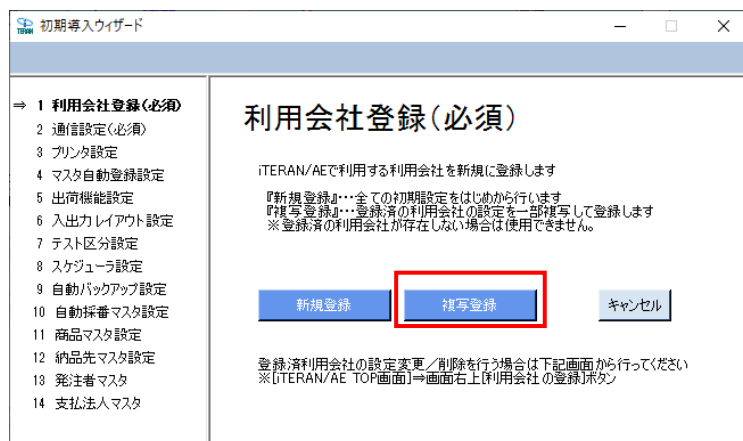 TERAN 初期導入ウィザード
⇒ 1 利用会社登録(必須)
2 通信設定(必須)
3 プリンタ設定
4 マスタ自動登録設定
5 出荷機能設定
6 入出力レイアウト設定
7 テスト区分設定
8 スケジューラ設定
9 自動バックアップ設定
10 自動採番マスタ設定
11 商品マスタ設定
12 納品先マスタ設定
13 発注者マスタ
14 支払法人マスタ
利用会社登録(必須)
iTERAN/AEで利用する利用会社を新規に登録します
『新規登録』・・・全ての初期設定をはじめから行います
『複写登録』・・・登録済の利用会社の設定を一部複写して登録します
※登録済の利用会社が存在しない場合は使用できません。
新規登録
複写登録
キャンセル
登録済利用会社の設定変更／削除を行う場合は下記画面から行ってください
※[iTERAN/AE TOP画面]⇒画面右上[利用会社の登録]ボタン